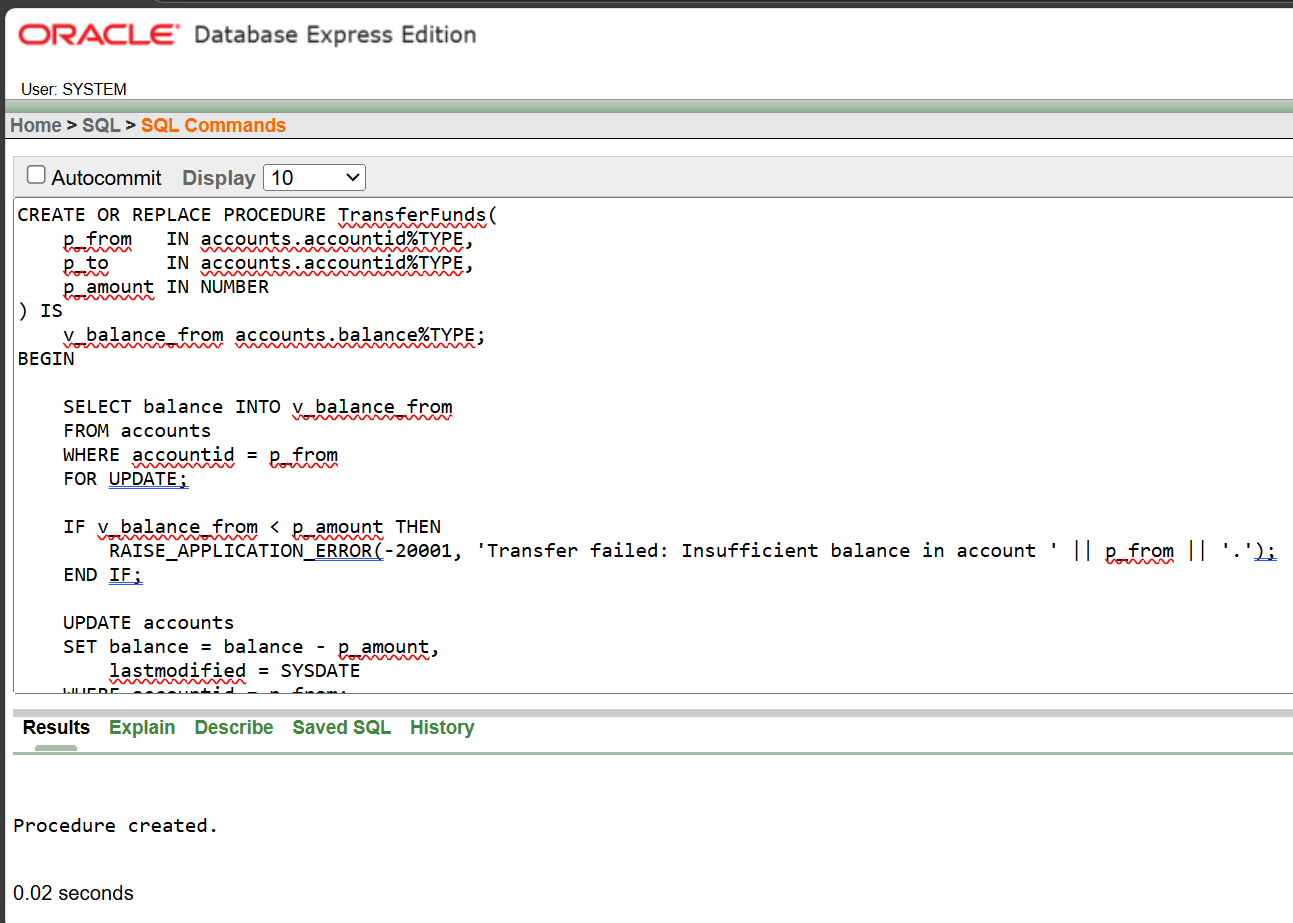 ORACLE® Database Express Edition
User: SYSTEM
Home > SQL > SQL Commands
Autocommit Display 10
CREATE OR REPLACE PROCEDURE TransferFunds(
    p_from   IN accounts.accountid%TYPE,
    p_to     IN accounts.accountid%TYPE,
    p_amount IN NUMBER
) IS
    v_balance_from accounts.balance%TYPE;
BEGIN
    SELECT balance INTO v_balance_from
    FROM accounts
    WHERE accountid = p_from
    FOR UPDATE;
    IF v_balance_from < p_amount THEN
        RAISE_APPLICATION_ERROR(-20001, 'Transfer failed: Insufficient balance in account ' || p_from || '.');
    END IF;
    UPDATE accounts
    SET balance = balance - p_amount,
        lastmodified = SYSDATE
    WHERE accountid = p_from;
Results Explain Describe Saved SQL History
Procedure created.
0.02 seconds